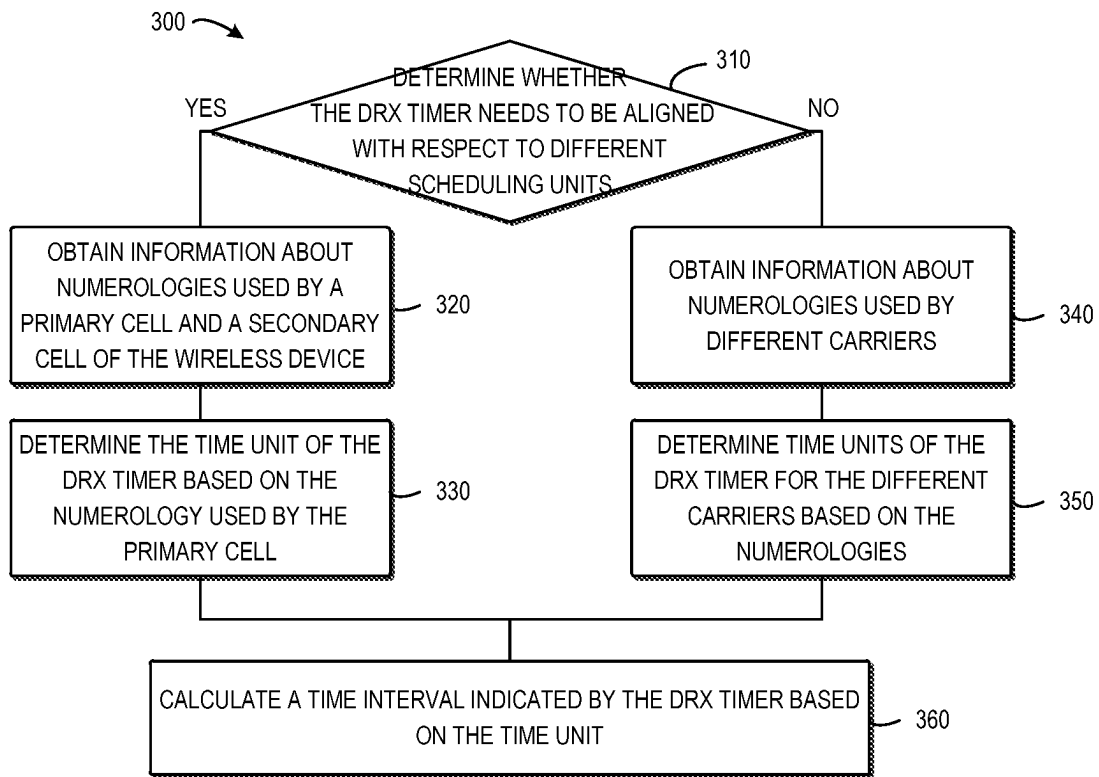 300
310
DETERMINE WHETHER
THE DRX TIMER NEEDS TO BE ALIGNED
WITH RESPECT TO DIFFERENT
SCHEDULING UNITS
YES
NO
OBTAIN INFORMATION ABOUT
NUMEROLOGIES USED BY A
PRIMARY CELL AND A SECONDARY
CELL OF THE WIRELESS DEVICE
320
OBTAIN INFORMATION ABOUT
NUMEROLOGIES USED BY
DIFFERENT CARRIERS
340
DETERMINE THE TIME UNIT OF THE
DRX TIMER BASED ON THE
NUMEROLOGY USED BY THE
PRIMARY CELL
330
DETERMINE TIME UNITS OF THE
DRX TIMER FOR THE DIFFERENT
CARRIERS BASED ON THE
NUMEROLOGIES
350
CALCULATE A TIME INTERVAL INDICATED BY THE DRX TIMER BASED
ON THE TIME UNIT
360